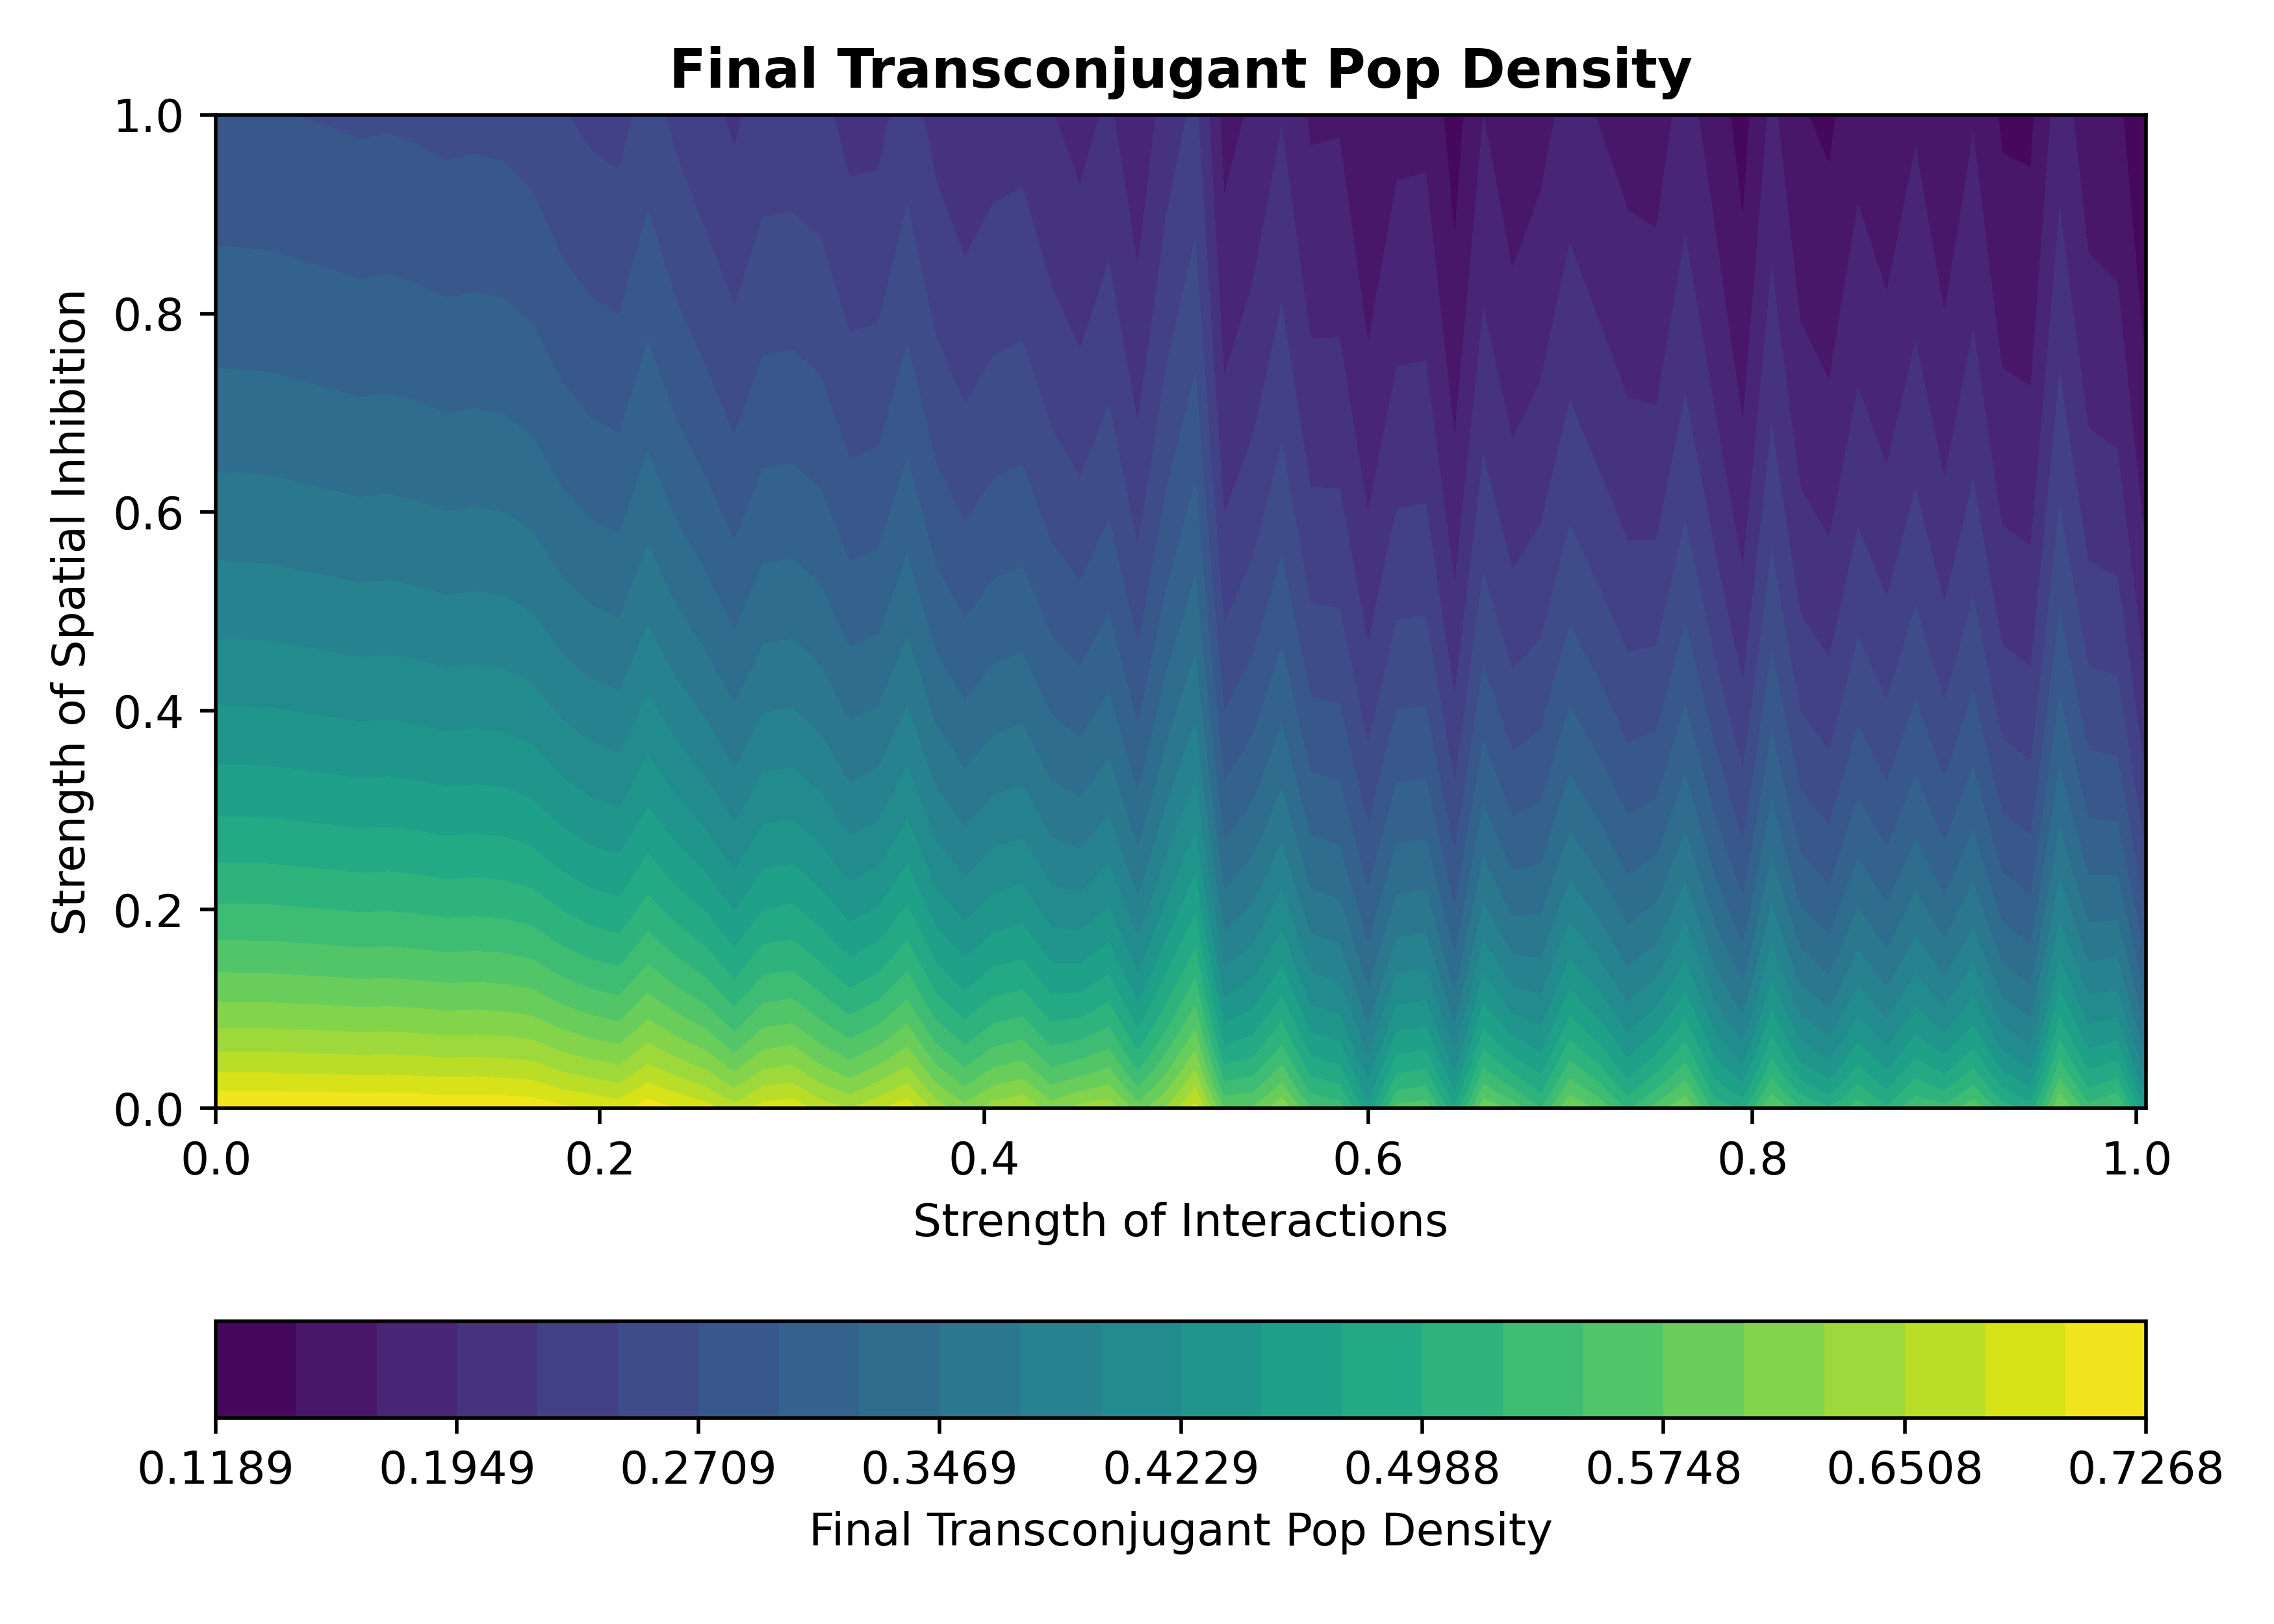 Final Transconjugant Pop Density
1.0
0.8
0.6
0.4
0.2
0.0
Strength of Spatial Inhibition
0.0 0.2 0.4 0.6 0.8 1.0
Strength of Interactions
0.1189 0.1949 0.2709 0.3469 0.4229 0.4988 0.5748 0.6508 0.7268
Final Transconjugant Pop Density